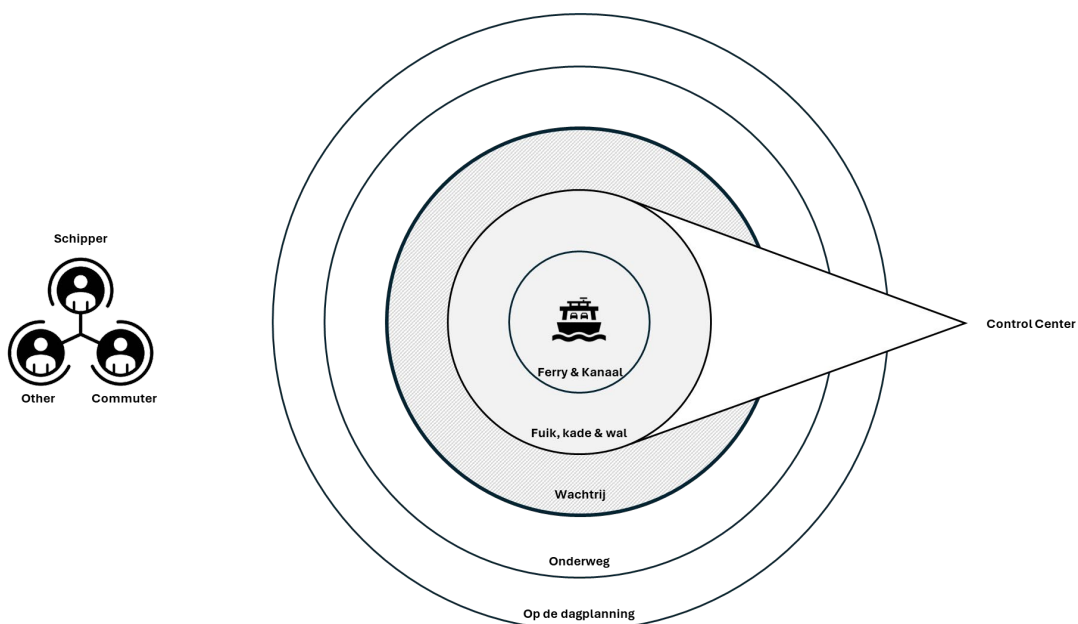 Schipper
Other
Commuter
Ferry & Kanaal
Fuik, kade & wal
Wachtrij
Onderweg
Op de dagplanning
Control Center